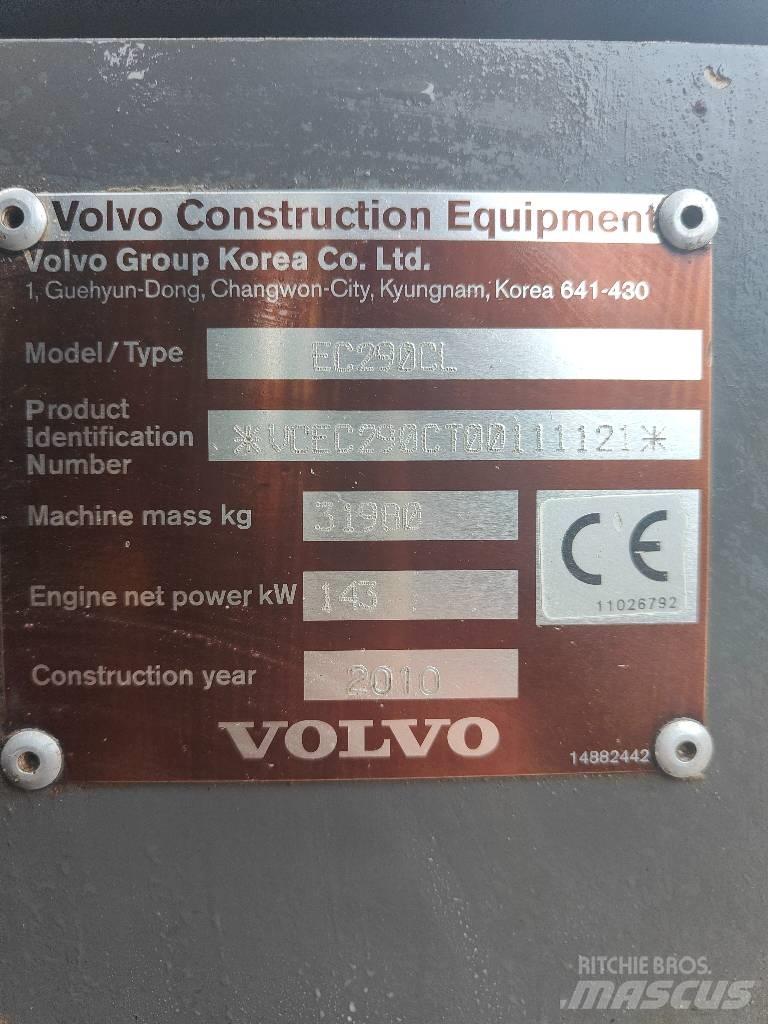 Volvo Construction Equipment
Volvo Group Korea Co. Ltd.
1, Guehyun-Dong, Changwon-City, Kyungnam, Korea 641-430
Model/Type EC290CL
Product
Identification
Number *VCEC290CT00111121*
Machine mass kg 31980
CE
11026792
Engine net power kW 143
Construction year 2010
VOLVO
14882442
RITCHIE BROS.
MASCUS